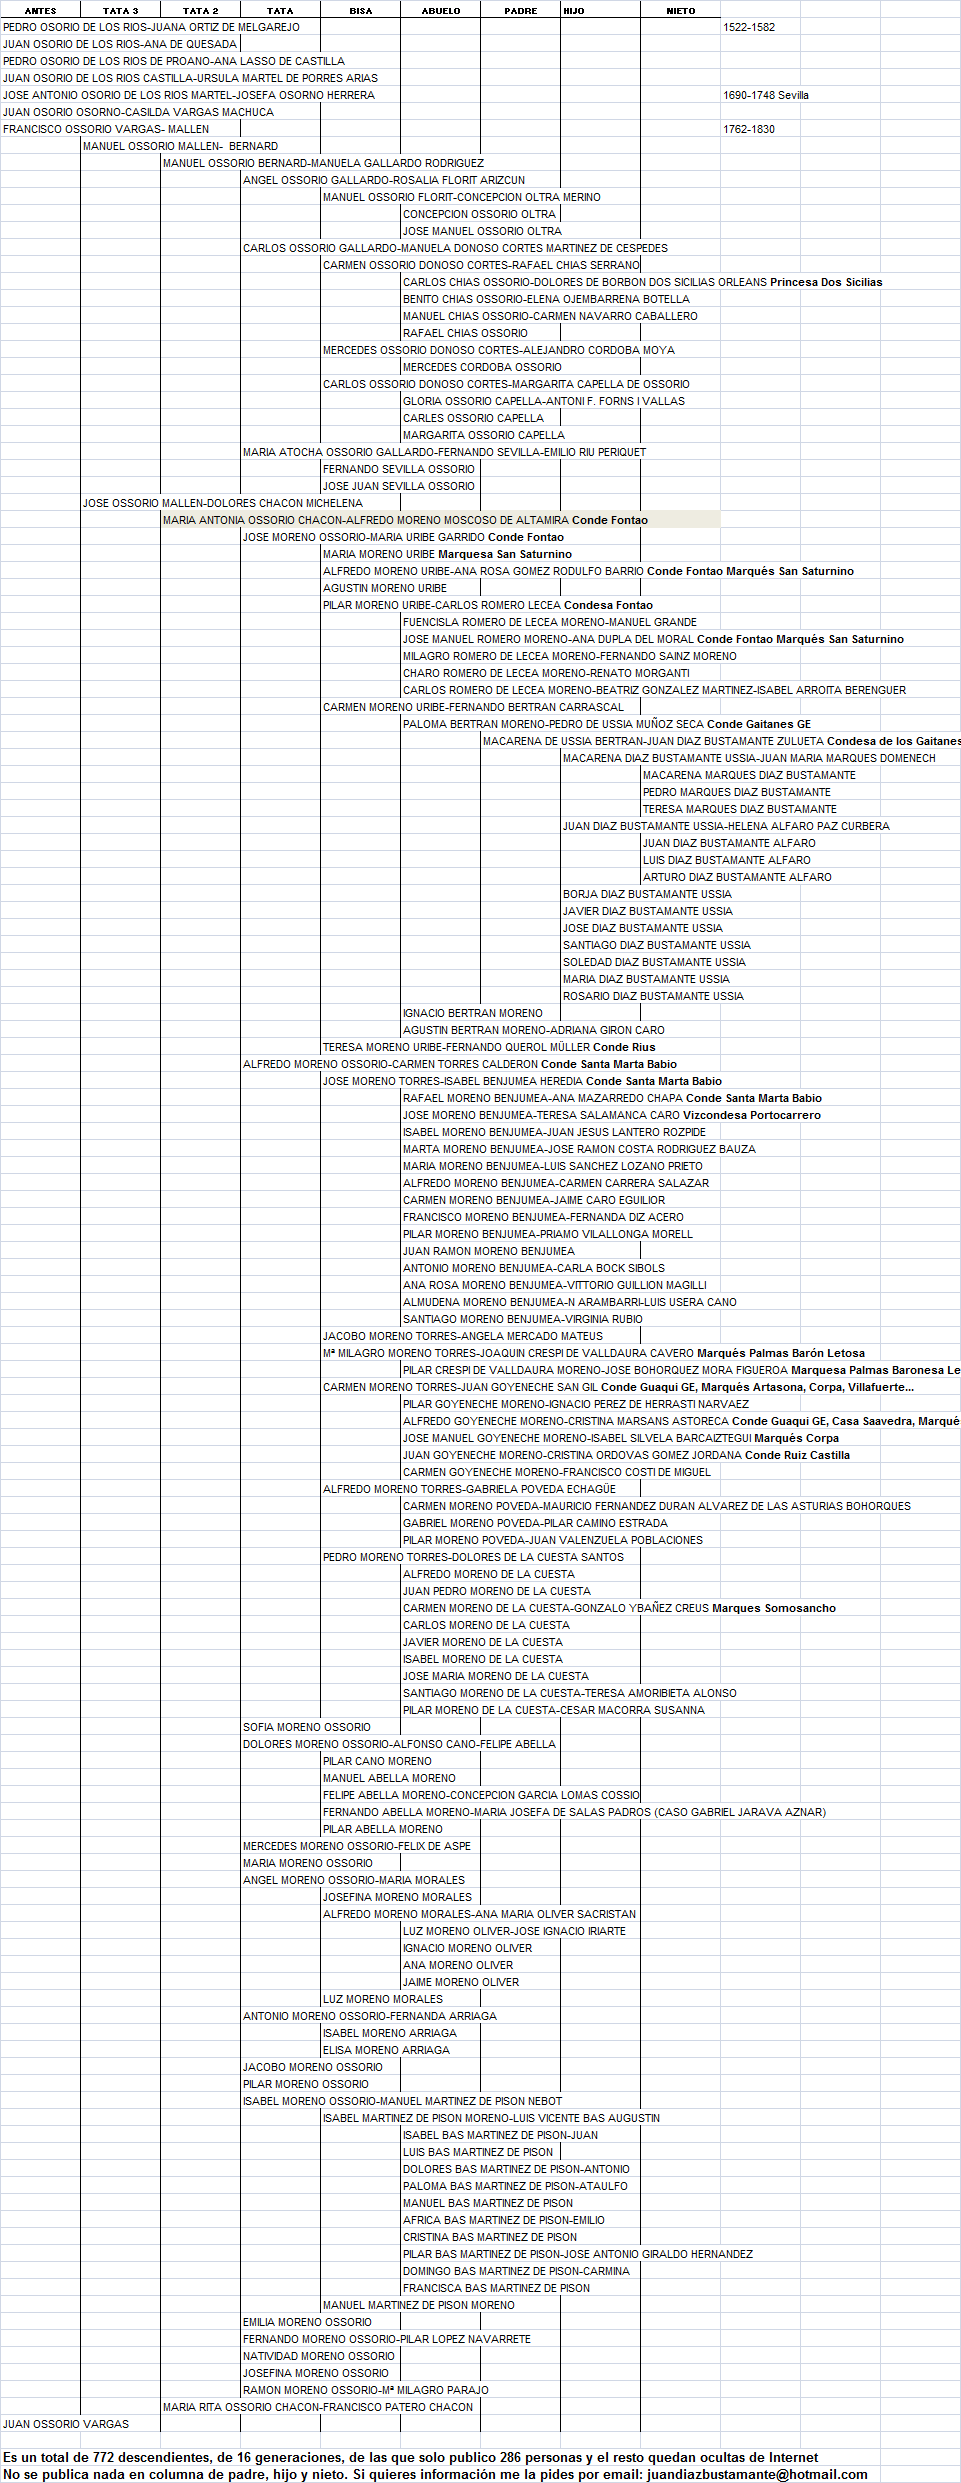 ANTES TATA 3 TATA 2 TATA BISA ABUELO PADRE HIJO NIETO
PEDRO OSORIO DE LOS RIOS-JUANA ORTIZ DE MELGAREJO 1522-1582
JUAN OSORIO DE LOS RIOS-ANA DE QUESADA
PEDRO OSORIO DE LOS RIOS DE PROANO-ANA LASSO DE CASTILLA
JUAN OSORIO DE LOS RIOS CASTILLA-URSULA MARTEL DE PORRES ARIAS
JOSE ANTONIO OSORIO DE LOS RIOS MARTEL-JOSEFA OSORNO HERRERA 1690-1748 Sevilla
JUAN OSORIO OSORNO-CASILDA VARGAS MACHUCA
FRANCISCO OSSORIO VARGAS- MALLEN 1762-1830
MANUEL OSSORIO MALLEN- BERNARD
MANUEL OSSORIO BERNARD-MANUELA GALLARDO RODRIGUEZ
ANGEL OSSORIO GALLARDO-ROSALIA FLORIT ARIZCUN
MANUEL OSSORIO FLORIT-CONCEPCION OLTRA MERINO
CONCEPCION OSSORIO OLTRA
JOSE MANUEL OSSORIO OLTRA
CARLOS OSSORIO GALLARDO-MANUELA DONOSO CORTES MARTINEZ DE CESPEDES
CARMEN OSSORIO DONOSO CORTES-RAFAEL CHIAS SERRANO
CARLOS CHIAS OSSORIO-DOLORES DE BORBON DOS SICILIAS ORLEANS Princesa Dos Sicilias
BENITO CHIAS OSSORIO-ELENA OJEMBARRENA BOTELLA
MANUEL CHIAS OSSORIO-CARMEN NAVARRO CABALLERO
RAFAEL CHIAS OSSORIO
MERCEDES OSSORIO DONOSO CORTES-ALEJANDRO CORDOBA MOYA
MERCEDES CORDOBA OSSORIO
CARLOS OSSORIO DONOSO CORTES-MARGARITA CAPELLA DE OSSORIO
GLORIA OSSORIO CAPELLA-ANTONI F. FORNS I VALLAS
CARLES OSSORIO CAPELLA
MARGARITA OSSORIO CAPELLA
MARIA ATOCHA OSSORIO GALLARDO-FERNANDO SEVILLA-EMILIO RIU PERIQUET
FERNANDO SEVILLA OSSORIO
JOSE JUAN SEVILLA OSSORIO
JOSE OSSORIO MALLEN-DOLORES CHACON MICHELENA
MARIA ANTONIA OSSORIO CHACON-ALFREDO MORENO MOSCOSO DE ALTAMIRA Conde Fontao
JOSE MORENO OSSORIO-MARIA URIBE GARRIDO Conde Fontao
MARIA MORENO URIBE Marquesa San Saturnino
ALFREDO MORENO URIBE-ANA ROSA GOMEZ RODULFO BARRIO Conde Fontao Marqués San Saturnino
AGUSTIN MORENO URIBE
PILAR MORENO URIBE-CARLOS ROMERO LECEA Condesa Fontao
FUENCISLA ROMERO DE LECEA MORENO-MANUEL GRANDE
JOSE MANUEL ROMERO MORENO-ANA DUPLA DEL MORAL Conde Fontao Marqués San Saturnino
MILAGRO ROMERO DE LECEA MORENO-FERNANDO SAINZ MORENO
CHARO ROMERO DE LECEA MORENO-RENATO MORGANTI
CARLOS ROMERO DE LECEA MORENO-BEATRIZ GONZALEZ MARTINEZ-ISABEL ARROITA BERENGUER
CARMEN MORENO URIBE-FERNANDO BERTRAN CARRASCAL
PALOMA BERTRAN MORENO-PEDRO DE USSIA MUÑOZ SECA Conde Gaitanes GE
MACARENA DE USSIA BERTRAN-JUAN DIAZ BUSTAMANTE ZULUETA Condesa de los Gaitanes
MACARENA DIAZ BUSTAMANTE USSIA-JUAN MARIA MARQUES DOMENECH
MACARENA MARQUES DIAZ BUSTAMANTE
PEDRO MARQUES DIAZ BUSTAMANTE
TERESA MARQUES DIAZ BUSTAMANTE
JUAN DIAZ BUSTAMANTE USSIA-HELENA ALFARO PAZ CURBERA
JUAN DIAZ BUSTAMANTE ALFARO
LUIS DIAZ BUSTAMANTE ALFARO
ARTURO DIAZ BUSTAMANTE ALFARO
BORJA DIAZ BUSTAMANTE USSIA
JAVIER DIAZ BUSTAMANTE USSIA
JOSE DIAZ BUSTAMANTE USSIA
SANTIAGO DIAZ BUSTAMANTE USSIA
SOLEDAD DIAZ BUSTAMANTE USSIA
MARIA DIAZ BUSTAMANTE USSIA
ROSARIO DIAZ BUSTAMANTE USSIA
IGNACIO BERTRAN MORENO
AGUSTIN BERTRAN MORENO-ADRIANA GIRON CARO
TERESA MORENO URIBE-FERNANDO QUEROL MÜLLER Conde Rius
ALFREDO MORENO OSSORIO-CARMEN TORRES CALDERON Conde Santa Marta Babio
JOSE MORENO TORRES-ISABEL BENJUMEA HEREDIA Conde Santa Marta Babio
RAFAEL MORENO BENJUMEA-ANA MAZARREDO CHAPA Conde Santa Marta Babio
JOSE MORENO BENJUMEA-TERESA SALAMANCA CARO Vizcondesa Portocarrero
ISABEL MORENO BENJUMEA-JUAN JESUS LANTERO ROZPIDE
MARTA MORENO BENJUMEA-JOSE RAMON COSTA RODRIGUEZ BAUZA
MARIA MORENO BENJUMEA-LUIS SANCHEZ LOZANO PRIETO
ALFREDO MORENO BENJUMEA-CARMEN CARRERA SALAZAR
CARMEN MORENO BENJUMEA-JAIME CARO EGUILIOR
FRANCISCO MORENO BENJUMEA-FERNANDA DIZ ACERO
PILAR MORENO BENJUMEA-PRIAMO VILALLONGA MORELL
JUAN RAMON MORENO BENJUMEA
ANTONIO MORENO BENJUMEA-CARLA BOCK SIBOLS
ANA ROSA MORENO BENJUMEA-VITTORIO GUILLION MAGILLI
ALMUDENA MORENO BENJUMEA-N ARAMBARRI-LUIS USERA CANO
SANTIAGO MORENO BENJUMEA-VIRGINIA RUBIO
JACOBO MORENO TORRES-ANGELA MERCADO MATEUS
Mª MILAGRO MORENO TORRES-JOAQUIN CRESPI DE VALLDAURA CAVERO Marqués Palmas Barón Letosa
PILAR CRESPI DE VALLDAURA MORENO-JOSE BOHORQUEZ MORA FIGUEROA Marquesa Palmas Baronesa Le
CARMEN MORENO TORRES-JUAN GOYENECHE SAN GIL Conde Guaqui GE, Marqués Artasona, Corpa, Villafuerte...
PILAR GOYENECHE MORENO-IGNACIO PEREZ DE HERRASTI NARVAEZ
ALFREDO GOYENECHE MORENO-CRISTINA MARSANS ASTORECA Conde Guaqui GE, Casa Saavedra, Marqué
JOSE MANUEL GOYENECHE MORENO-ISABEL SILVELA BARCAIZTEGUI Marqués Corpa
JUAN GOYENECHE MORENO-CRISTINA ORDOVAS GOMEZ JORDANA Conde Ruiz Castilla
CARMEN GOYENECHE MORENO-FRANCISCO COSTI DE MIGUEL
ALFREDO MORENO TORRES-GABRIELA POVEDA ECHAGÜE
CARMEN MORENO POVEDA-MAURICIO FERNANDEZ DURAN ALVAREZ DE LAS ASTURIAS BOHORQUES
GABRIEL MORENO POVEDA-PILAR CAMINO ESTRADA
PILAR MORENO POVEDA-JUAN VALENZUELA POBLACIONES
PEDRO MORENO TORRES-DOLORES DE LA CUESTA SANTOS
ALFREDO MORENO DE LA CUESTA
JUAN PEDRO MORENO DE LA CUESTA
CARMEN MORENO DE LA CUESTA-GONZALO YBAÑEZ CREUS Marques Somosancho
CARLOS MORENO DE LA CUESTA
JAVIER MORENO DE LA CUESTA
ISABEL MORENO DE LA CUESTA
JOSE MARIA MORENO DE LA CUESTA
SANTIAGO MORENO DE LA CUESTA-TERESA AMORIBIETA ALONSO
PILAR MORENO DE LA CUESTA-CESAR MACORRA SUSANNA
SOFIA MORENO OSSORIO
DOLORES MORENO OSSORIO-ALFONSO CANO-FELIPE ABELLA
PILAR CANO MORENO
MANUEL ABELLA MORENO
FELIPE ABELLA MORENO-CONCEPCION GARCIA LOMAS COSSIO
FERNANDO ABELLA MORENO-MARIA JOSEFA DE SALAS PADROS (CASO GABRIEL JARAVA AZNAR)
PILAR ABELLA MORENO
MERCEDES MORENO OSSORIO-FELIX DE ASPE
MARIA MORENO OSSORIO
ANGEL MORENO OSSORIO-MARIA MORALES
JOSEFINA MORENO MORALES
ALFREDO MORENO MORALES-ANA MARIA OLIVER SACRISTAN
LUZ MORENO OLIVER-JOSE IGNACIO IRIARTE
IGNACIO MORENO OLIVER
ANA MORENO OLIVER
JAIME MORENO OLIVER
LUZ MORENO MORALES
ANTONIO MORENO OSSORIO-FERNANDA ARRIAGA
ISABEL MORENO ARRIAGA
ELISA MORENO ARRIAGA
JACOBO MORENO OSSORIO
PILAR MORENO OSSORIO
ISABEL MORENO OSSORIO-MANUEL MARTINEZ DE PISON NEBOT
ISABEL MARTINEZ DE PISON MORENO-LUIS VICENTE BAS AUGUSTIN
ISABEL BAS MARTINEZ DE PISON-JUAN
LUIS BAS MARTINEZ DE PISON
DOLORES BAS MARTINEZ DE PISON-ANTONIO
PALOMA BAS MARTINEZ DE PISON-ATAULFO
MANUEL BAS MARTINEZ DE PISON
AFRICA BAS MARTINEZ DE PISON-EMILIO
CRISTINA BAS MARTINEZ DE PISON
PILAR BAS MARTINEZ DE PISON-JOSE ANTONIO GIRALDO HERNANDEZ
DOMINGO BAS MARTINEZ DE PISON-CARMINA
FRANCISCA BAS MARTINEZ DE PISON
MANUEL MARTINEZ DE PISON MORENO
EMILIA MORENO OSSORIO
FERNANDO MORENO OSSORIO-PILAR LOPEZ NAVARRETE
NATIVIDAD MORENO OSSORIO
JOSEFINA MORENO OSSORIO
RAMON MORENO OSSORIO-Mª MILAGRO PARAJO
MARIA RITA OSSORIO CHACON-FRANCISCO PATERO CHACON
JUAN OSSORIO VARGAS
Es un total de 772 descendientes, de 16 generaciones, de las que solo publico 286 personas y el resto quedan ocultas de Internet
No se publica nada en columna de padre, hijo y nieto. Si quieres información me la pides por email: juandiazbustamante@hotmail.com